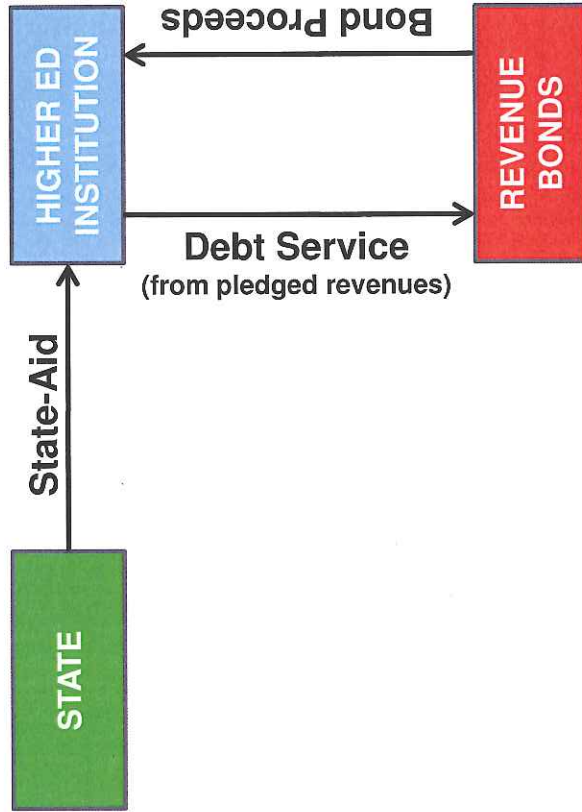 STATE
State-Aid
HIGHER ED
INSTITUTION
Debt Service
(from pledged revenues)
Bond Proceeds
REVENUE
BONDS